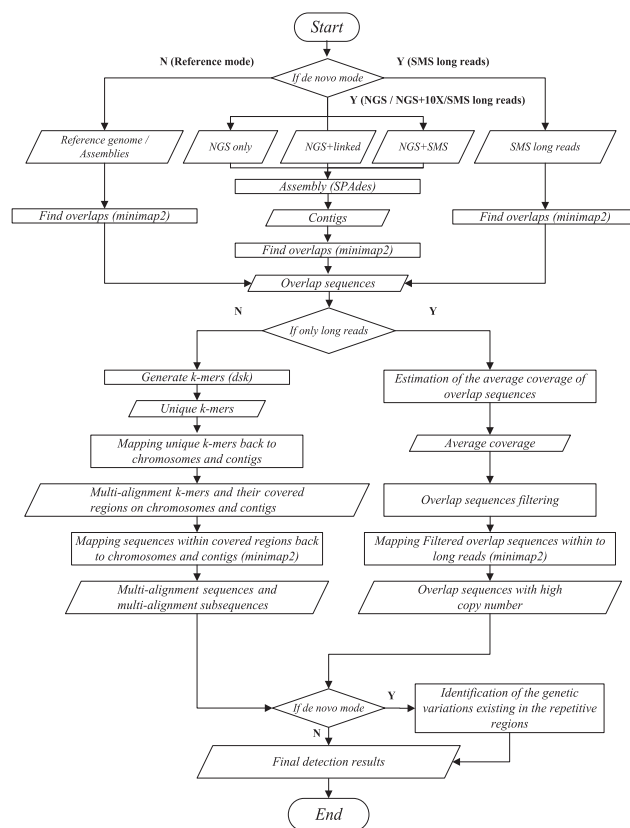 Start
N (Reference mode)
Y (SMS long reads)
If de novo mode
Y (NGS / NGS+10X/SMS long reads)
Reference genome /
Assemblies
NGS only
NGS+linked
NGS+SMS
SMS long reads
Assembly (SPAdes)
Find overlaps (minimap2)
Contigs
Find overlaps (minimap2)
Find overlaps (minimap2)
Overlap sequences
N
Y
If only long reads
Generate k-mers (dsk)
Unique k-mers
Mapping unique k-mers back to
chromosomes and contigs
Multi-alignment k-mers and their covered
regions on chromosomes and contigs
Mapping sequences within covered regions back
to chromosomes and contigs (minimap2)
Multi-alignment sequences and
multi-alignment subsequences
Estimation of the average coverage of
overlap sequences
Average coverage
Overlap sequences filtering
Mapping Filtered overlap sequences within to
long reads (minimap2)
Overlap sequences with high
copy number
If de novo mode
Y
Identification of the genetic
variations existing in the repetitive
regions
N
Final detection results
End